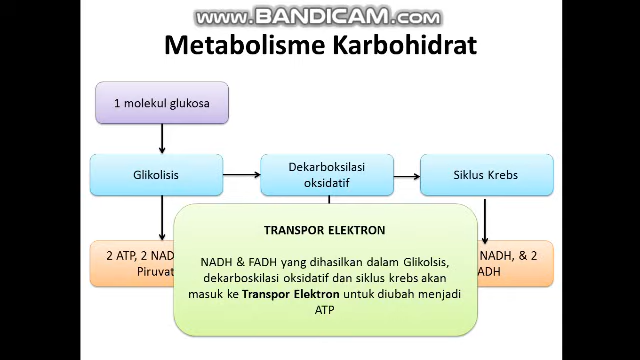 www.BANDICAM.com
Metabolisme Karbohidrat
1 molekul glukosa
Glikolisis
Dekarboksilasi
oksidatif
Siklus Krebs
2 ATP, 2 NAD
Piruvat
NADH, & 2
ADH
TRANSPOR ELEKTRON
NADH & FADH yang dihasilkan dalam Glikolsis,
dekarboskilasi oksidatif dan siklus krebs akan
masuk ke Transpor Elektron untuk diubah menjadi
ATP